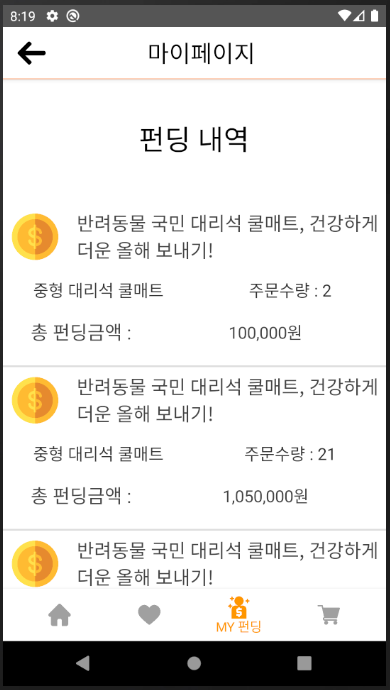 8:19
마이페이지
펀딩 내역
반려동물 국민 대리석 쿨매트, 건강하게
더운 올해 보내기!
중형 대리석 쿨매트 주문수량 : 2
총 펀딩금액 : 100,000원
반려동물 국민 대리석 쿨매트, 건강하게
더운 올해 보내기!
중형 대리석 쿨매트 주문수량 : 21
총 펀딩금액 : 1,050,000원
반려동물 국민 대리석 쿨매트, 건강하게
더운 올해 보내기!
MY 펀딩